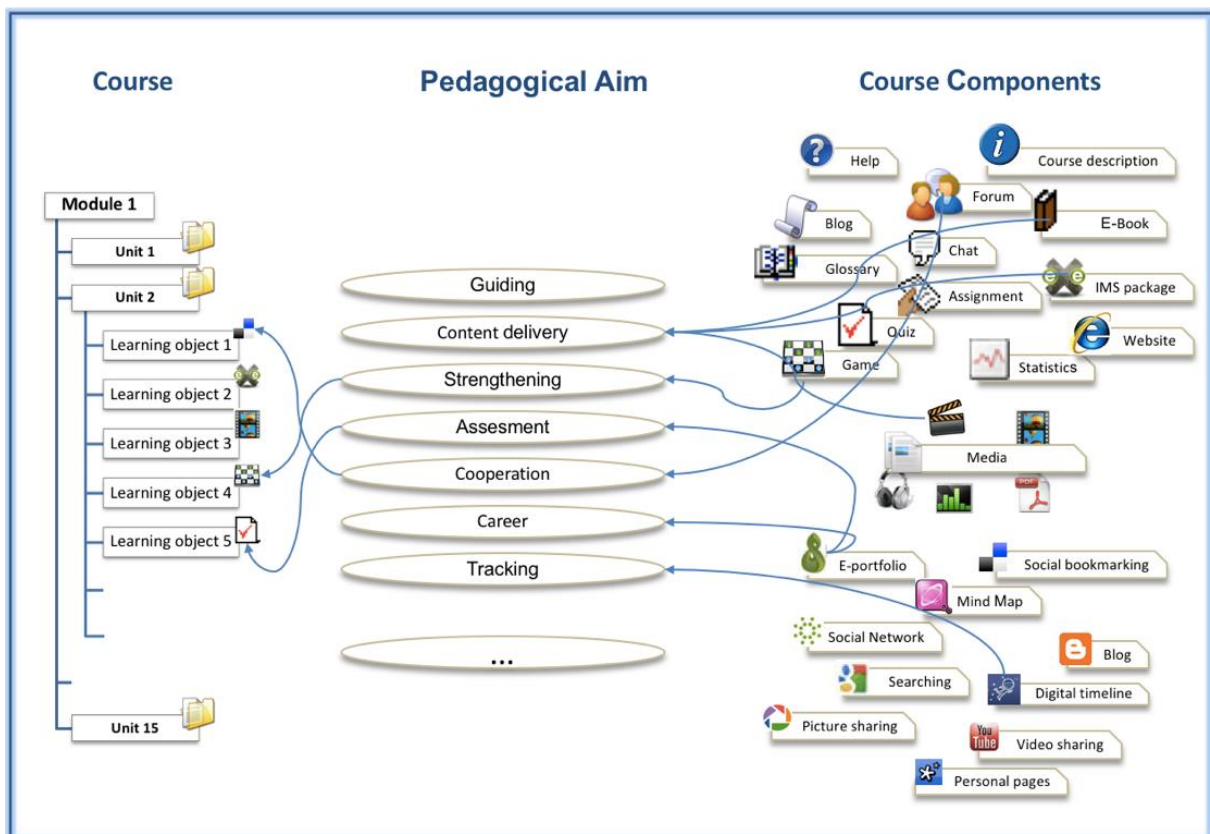 Course
Pedagogical Aim
Course Components
Module 1
Unit 1
Unit 2
Learning object 1
Learning object 2
Learning object 3
Learning object 4
Learning object 5
Unit 15
Guiding
Content delivery
Strengthening
Assesment
Cooperation
Career
Tracking
...
Help
Course description
Forum
Blog
E-Book
Chat
Glossary
IMS package
Assignment
Quiz
Website
Game
Statistics
Media
PDF
E-portfolio
Social bookmarking
Mind Map
Social Network
Blog
Searching
Digital timeline
Picture sharing
You
Tube
Video sharing
Personal pages